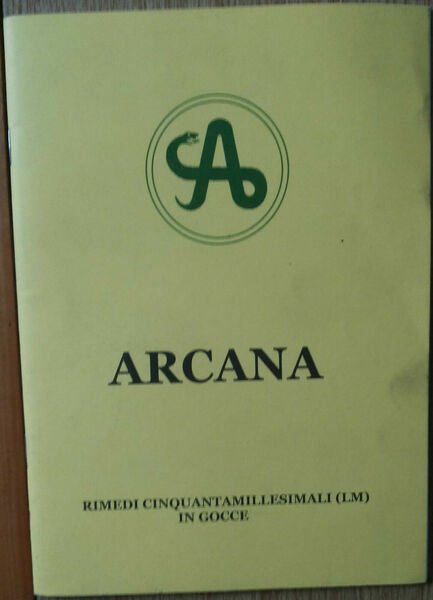 A
ARCANA
RIMEDI CINQUANTAMILLESIMALI (LM)
IN GOCCE